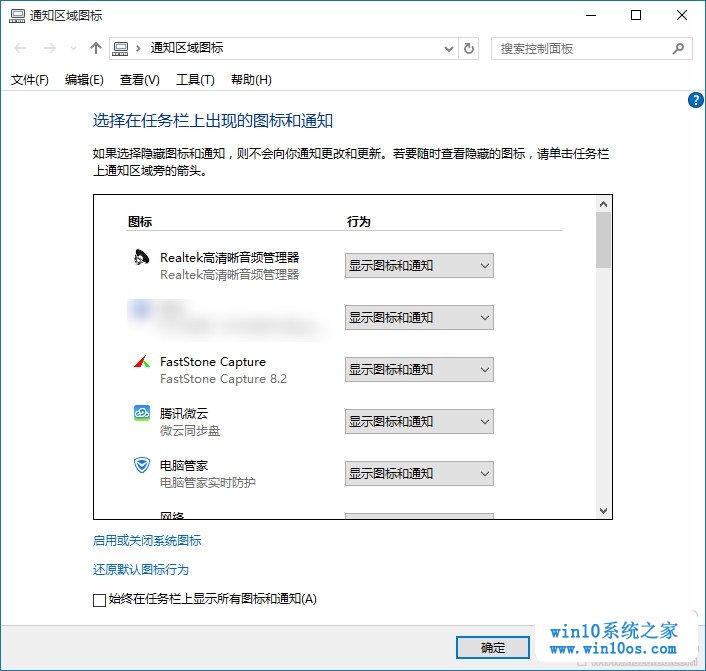 通知区域图标
通知区域图标
搜索控制面板
文件(F) 编辑(E) 查看(V) 工具(T) 帮助(H)
?
选择在任务栏上出现的图标和通知
如果选择隐藏图标和通知，则不会向你通知更改和更新。若要随时查看隐藏的图标，请单击任务栏
上通知区域旁的箭头。
图标 行为
Realtek高清晰音频管理器
Realtek高清晰音频管理器
显示图标和通知
显示图标和通知
FastStone Capture
FastStone Capture 8.2
显示图标和通知
腾讯微云
微云同步盘
显示图标和通知
电脑管家
电脑管家实时防护
显示图标和通知
网络
启用或关闭系统图标
还原默认图标行为
始终在任务栏上显示所有图标和通知(A)
确定
win10系统之家
www.win10os.com